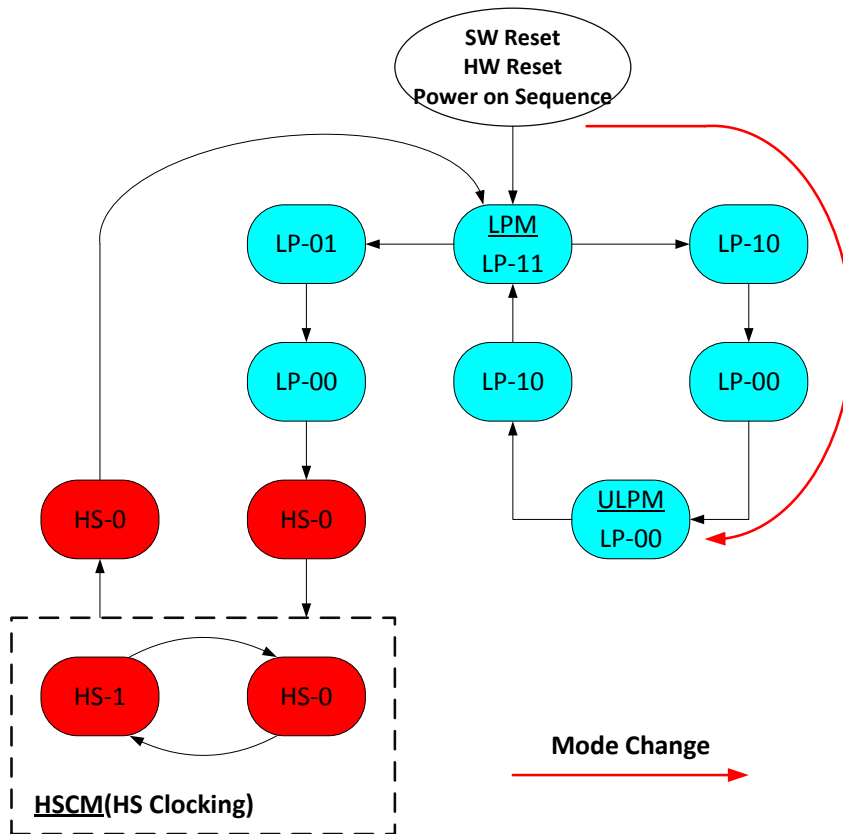 SW Reset
HW Reset
Power on Sequence
LP-01
LPM
LP-11
LP-10
LP-00
LP-10
LP-00
HS-0
HS-0
ULPM
LP-00
HS-1
HS-0
Mode Change
HSCM(HS Clocking)